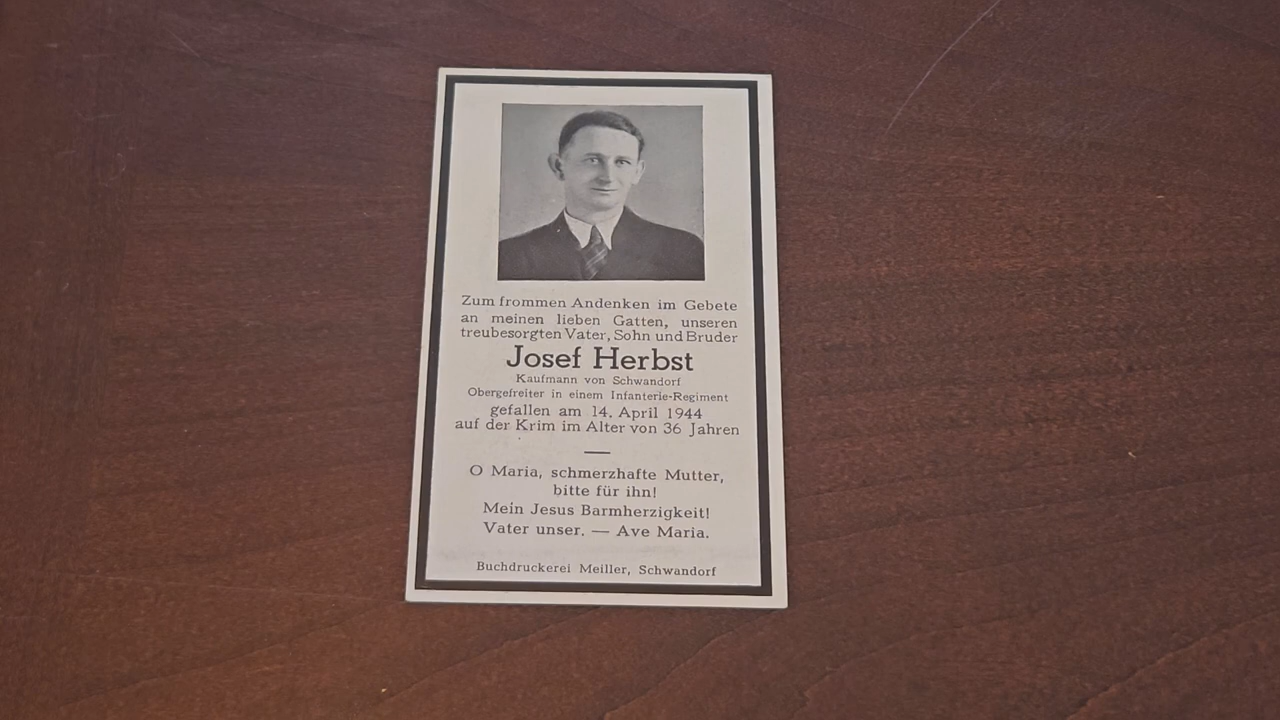 Zum frommen Andenken im Gebete
an meinen lieben Gatten, unseren
treubesorgten Vater, Sohn und Bruder
Josef Herbst
Kaufmann von Schwandorf
Obergefreiter in einem Infanterie-Regiment
gefallen am 14. April 1944
auf der Krim im Alter von 36 Jahren
—
O Maria, schmerzhafte Mutter,
bitte für ihn!
Mein Jesus Barmherzigkeit!
Vater unser. — Ave Maria.
Buchdruckerei Meiller, Schwandorf